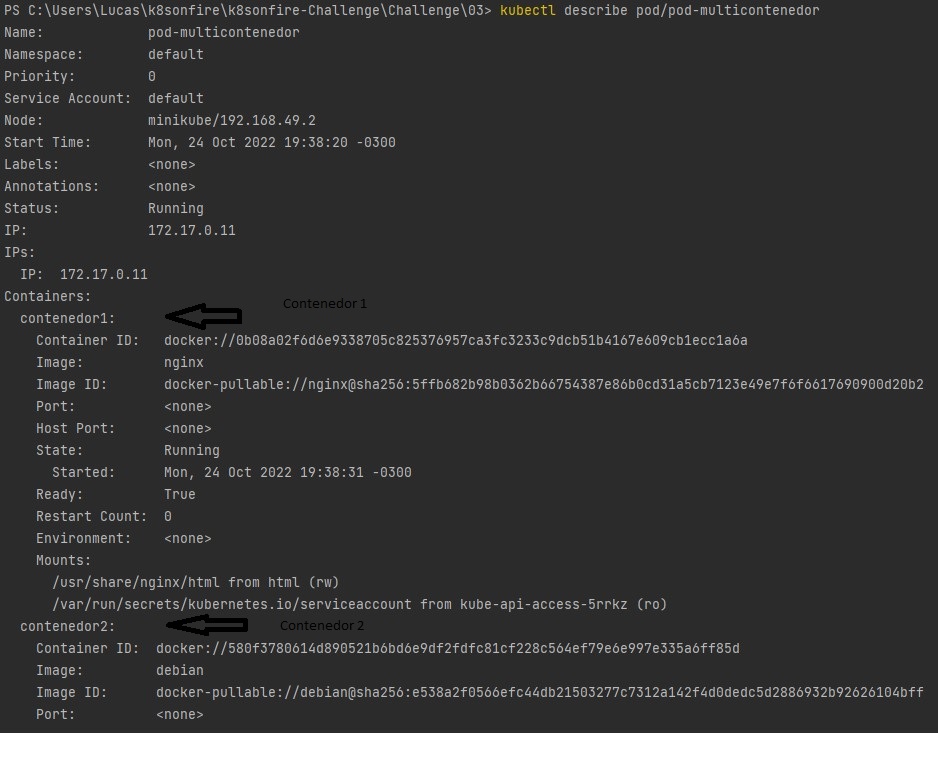 PS C:\Users\Lucas\k8sonfire\k8sonfire-Challenge\Challenge\03> kubectl describe pod/pod-multicontenedor
Name:             pod-multicontenedor
Namespace:        default
Priority:         0
Service Account:  default
Node:             minikube/192.168.49.2
Start Time:       Mon, 24 Oct 2022 19:38:20 -0300
Labels:           <none>
Annotations:      <none>
Status:           Running
IP:               172.17.0.11
IPs:
  IP:  172.17.0.11
Containers:
Contenedor 1
  contenedor1:
    Container ID:   docker://0b08a02f6d6e9338705c825376957ca3fc3233c9dcb51b4167e609cb1ecc1a6a
    Image:          nginx
    Image ID:       docker-pullable://nginx@sha256:5ffb682b98b0362b66754387e86b0cd31a5cb7123e49e7f6f6617690900d20b2
    Port:           <none>
    Host Port:      <none>
    State:          Running
      Started:      Mon, 24 Oct 2022 19:38:31 -0300
    Ready:          True
    Restart Count:  0
    Environment:    <none>
    Mounts:
      /usr/share/nginx/html from html (rw)
      /var/run/secrets/kubernetes.io/serviceaccount from kube-api-access-5rrkz (ro)
  contenedor2:      Contenedor 2
    Container ID:  docker://580f3780614d890521b6bd6e9df2fdfc81cf228c564ef79e6e997e335a6ff85d
    Image:         debian
    Image ID:      docker-pullable://debian@sha256:e538a2f0566efc44db21503277c7312a142f4d0dedc5d2886932b92626104bff
    Port:          <none>